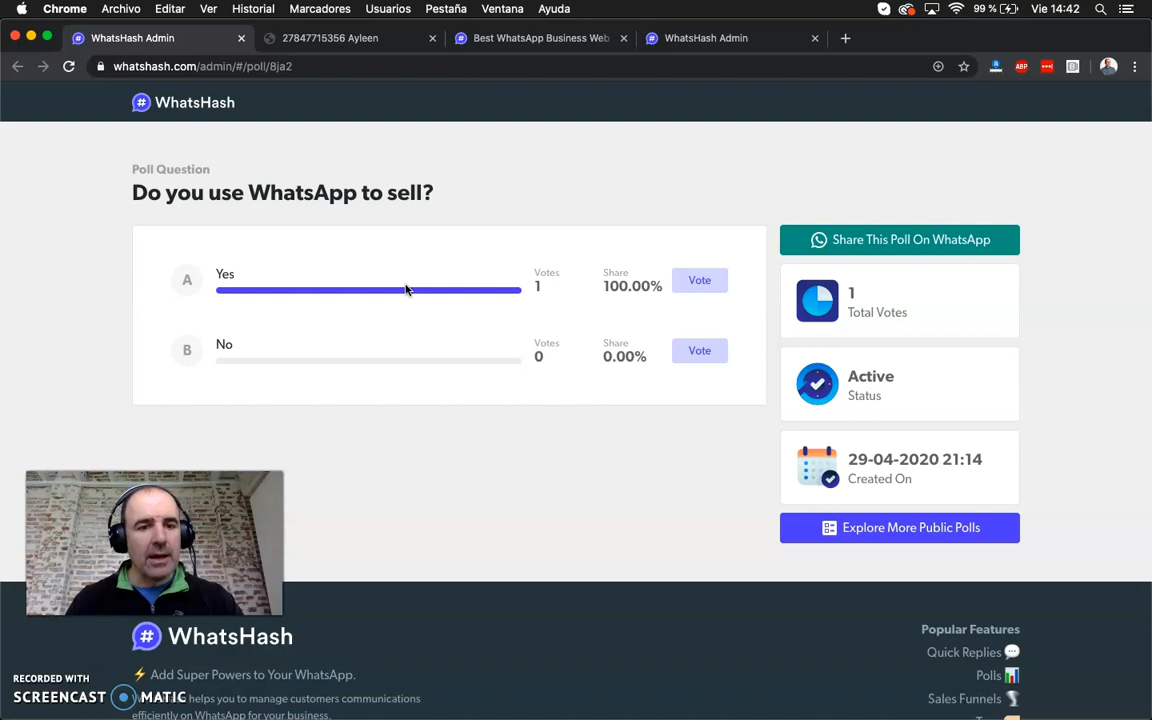 Chrome Archivo Editar Ver Historial Marcadores Usuarios Pestaña Ventana Ayuda 99 % Vie 14:42
WhatsHash Admin 27847715356 Ayleen Best WhatsApp Business Web WhatsHash Admin
whatshash.com/admin/#/poll/8ja2 ABP
# WhatsHash
Poll Question
Do you use WhatsApp to sell?
A Yes Votes 1 Share 100.00% Vote
B No Votes 0 Share 0.00% Vote
Share This Poll On WhatsApp
1
Total Votes
Active
Status
29-04-2020 21:14
Created On
Explore More Public Polls
# WhatsHash
⚡ Add Super Powers to Your WhatsApp.
helps you to manage customers communications
efficiently on WhatsApp for your business.
Popular Features
Quick Replies 💬
Polls 📊
Sales Funnels
RECORDED WITH
SCREENCAST MATIC